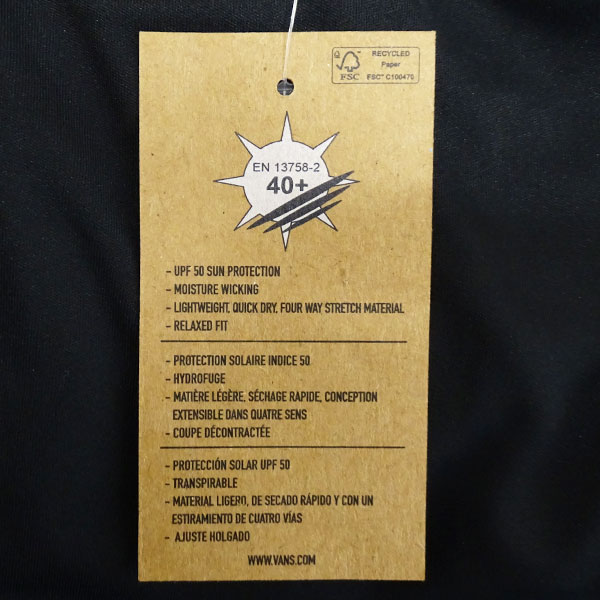 RECYCLED
Paper
FSC
FSC® C100475
EN 13758-2
40+
- UPF 50 SUN PROTECTION
- MOISTURE WICKING
- LIGHTWEIGHT, QUICK DRY, FOUR WAY STRETCH MATERIAL
- RELAXED FIT
- PROTECTION SOLAIRE INDICE 50
- HYDROFUGE
- MATIÈRE LÉGÈRE, SÉCHAGE RAPIDE, CONCEPTION
EXTENSIBLE DANS QUATRE SENS
- COUPE DÉCONTRACTÉE
- PROTECCIÓN SOLAR UPF 50
- TRANSPIRABLE
- MATERIAL LIGERO, DE SECADO RÁPIDO Y CON UN
ESTIRAMIENTO DE CUATRO VÍAS
- AJUSTE HOLGADO
WWW.VANS.COM